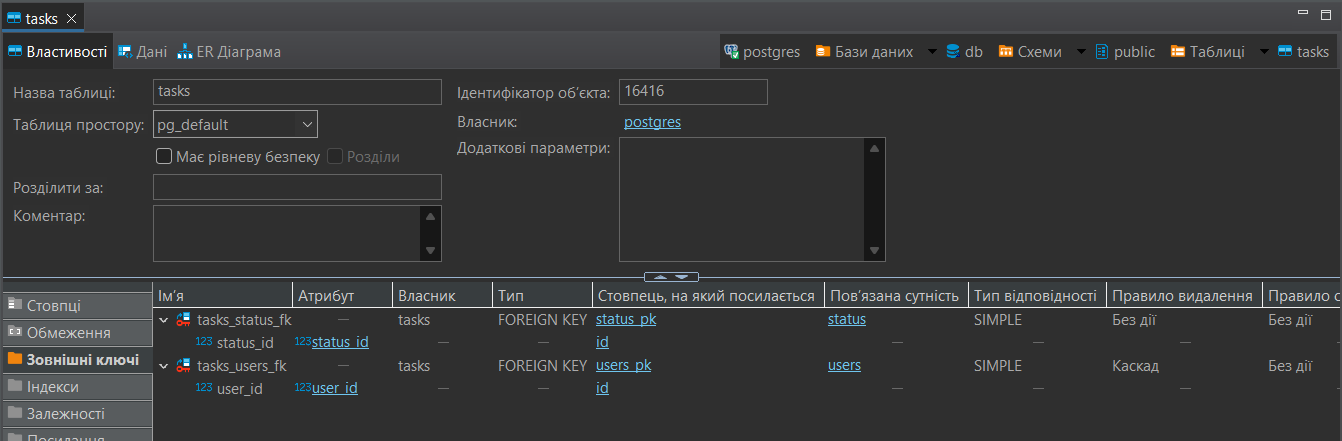 tasks
Властивості Дані ER Діаграма postgres Бази даних db Схеми public Таблиці tasks
Назва таблиці: tasks Ідентифікатор об'єкта: 16416
Таблиця простору: pg_default Власник: postgres
Має рівневу безпеку Розділи Додаткові параметри:
Розділити за:
Коментар:
Ім'я Атрибут Власник Тип Стовпець, на який посилається Пов'язана сутність Тип відповідності Правило видалення Правило
Стовпці tasks_status_fk — tasks FOREIGN KEY status_pk status SIMPLE Без дії Без дії
Обмеження 123 status_id 123 status_id — — id — — — —
Зовнішні ключі tasks_users_fk — tasks FOREIGN KEY users_pk users SIMPLE Каскад Без дії
Індекси 123 user_id 123 user_id — — id — — — —
Залежності
Посилання